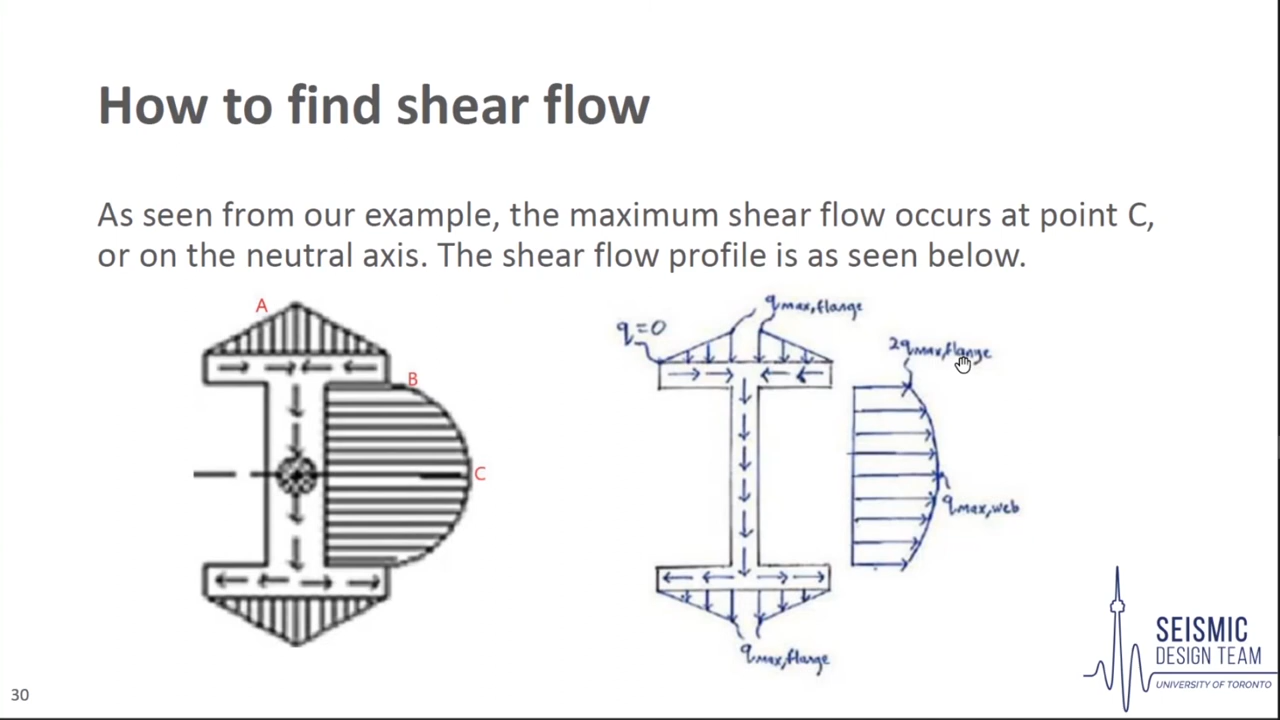 How to find shear flow
As seen from our example, the maximum shear flow occurs at point C,
or on the neutral axis. The shear flow profile is as seen below.
A
B
C
q=0
qmax,flange
2qmax,flange
qmax,web
qmax,flange
30
SEISMIC
DESIGN TEAM
UNIVERSITY OF TORONTO